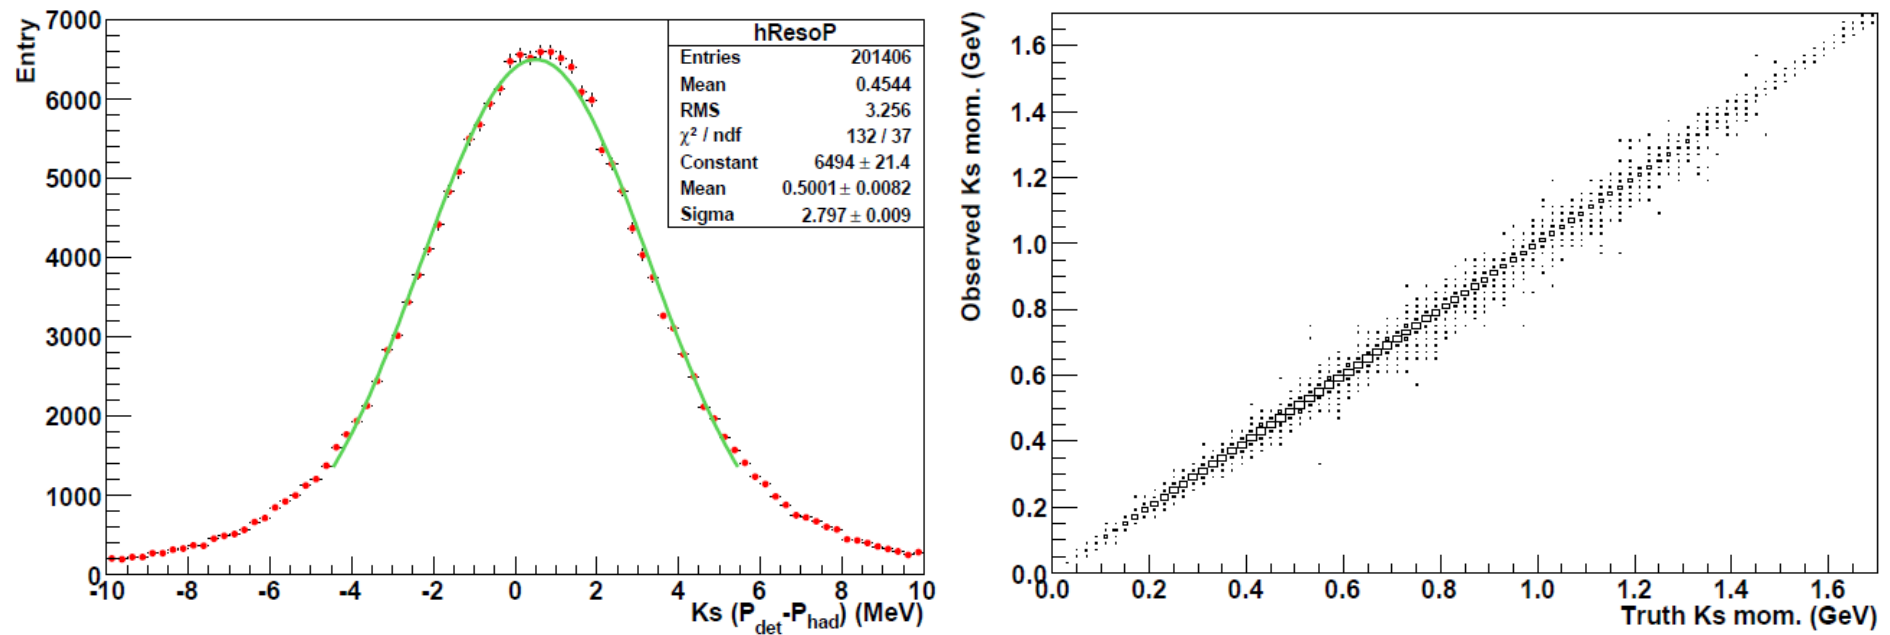 Entry
7000
6000
5000
4000
3000
2000
1000
0
-10 -8 -6 -4 -2 0 2 4 6 8 10
Ks (P_det-P_had) (MeV)
hResoP
Entries 201406
Mean 0.4544
RMS 3.256
χ² / ndf 132 / 37
Constant 6494 ± 21.4
Mean 0.5001 ± 0.0082
Sigma 2.797 ± 0.009
Observed Ks mom. (GeV)
1.6
1.4
1.2
1.0
0.8
0.6
0.4
0.2
0.0
0.0 0.2 0.4 0.6 0.8 1.0 1.2 1.4 1.6
Truth Ks mom. (GeV)